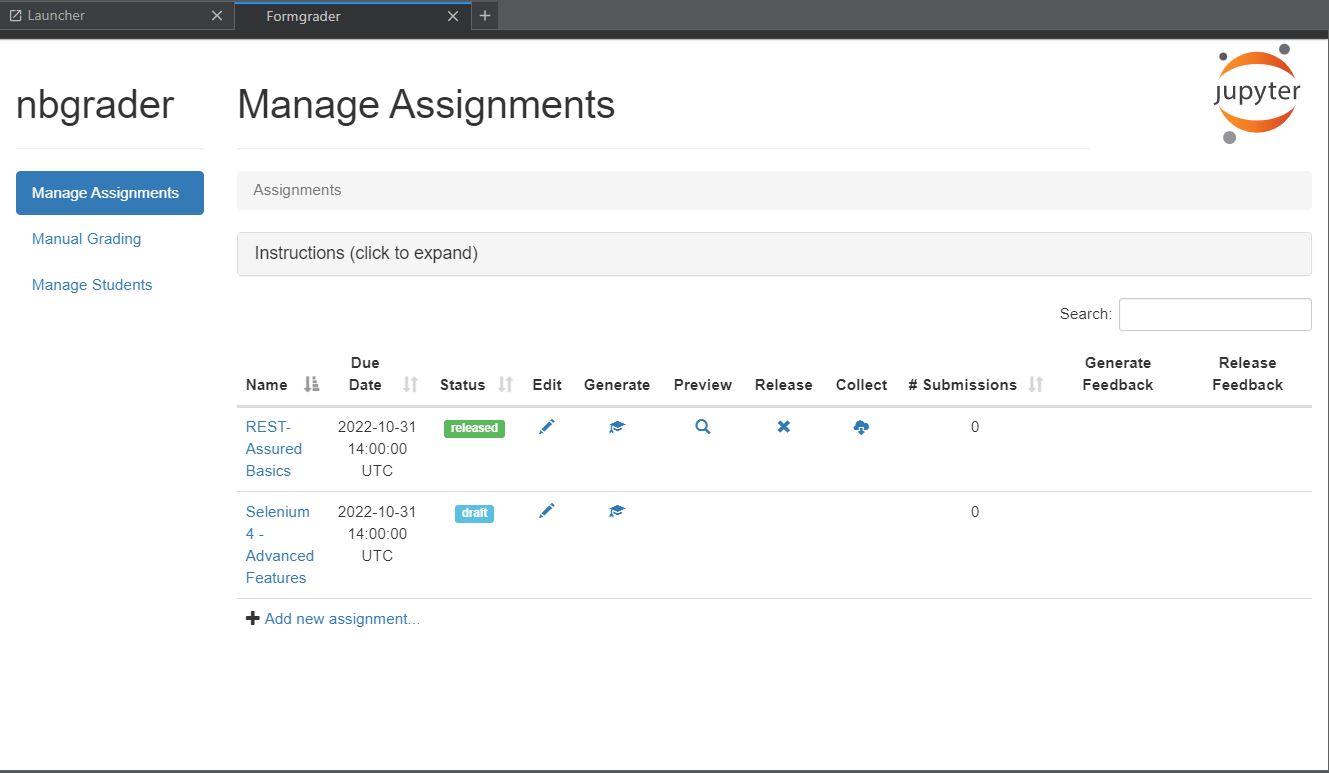 Launcher
Formgrader
nbgrader
Manage Assignments
jupyter
Manage Assignments
Manual Grading
Manage Students
Assignments
Instructions (click to expand)
Search:
Name Due Date Status Edit Generate Preview Release Collect # Submissions Generate Feedback Release Feedback
REST-
Assured
Basics
2022-10-31
14:00:00
UTC
released
0
Selenium
4 -
Advanced
Features
2022-10-31
14:00:00
UTC
draft
0
Add new assignment...